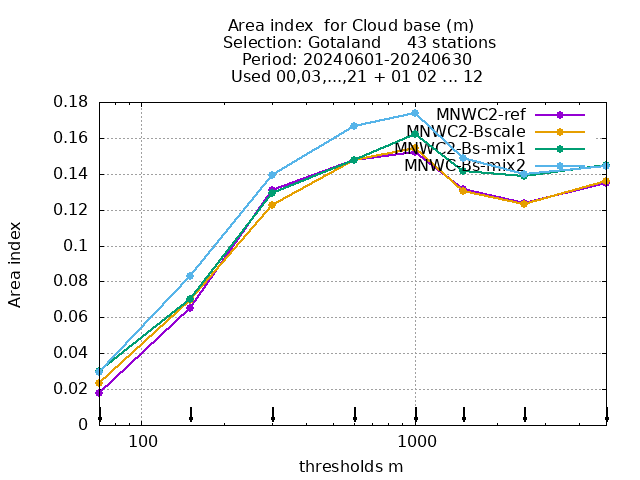 Area index  for Cloud base (m)
Selection: Gotaland     43 stations
Period: 20240601-20240630
Used 00,03,...,21 + 01 02 ... 12
MNWC2-ref
MNWC2-Bscale
MNWC2-Bs-mix1
MNWC-Bs-mix2
0.18
0.16
0.14
0.12
0.1
0.08
0.06
0.04
0.02
0
Area index
100
1000
thresholds m